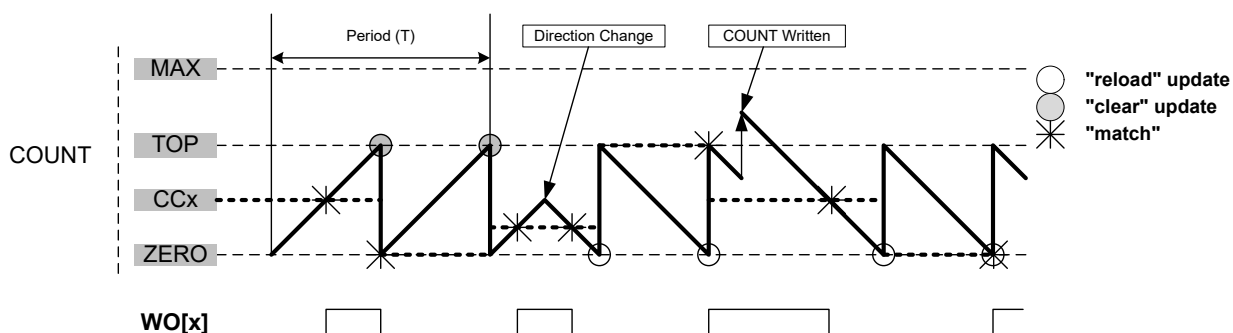 Period (T)
Direction Change
COUNT Written
MAX
"reload" update
"clear" update
TOP
"match"
COUNT
CCx
ZERO
WO[x]